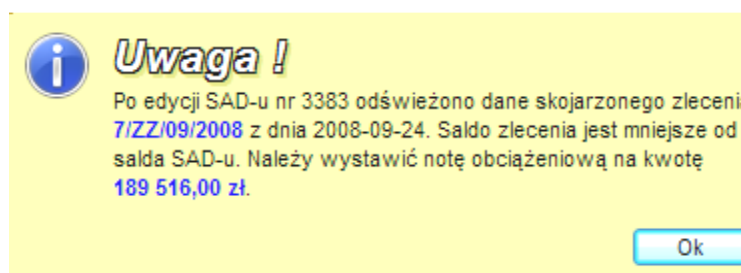 Uwaga !
Po edycji SAD-u nr 3383 odświeżono dane skojarzonego zleceni
7/ZZ/09/2008 z dnia 2008-09-24. Saldo zlecenia jest mniejsze od
salda SAD-u. Należy wystawić notę obciążeniową na kwotę
189 516,00 zł.
Ok